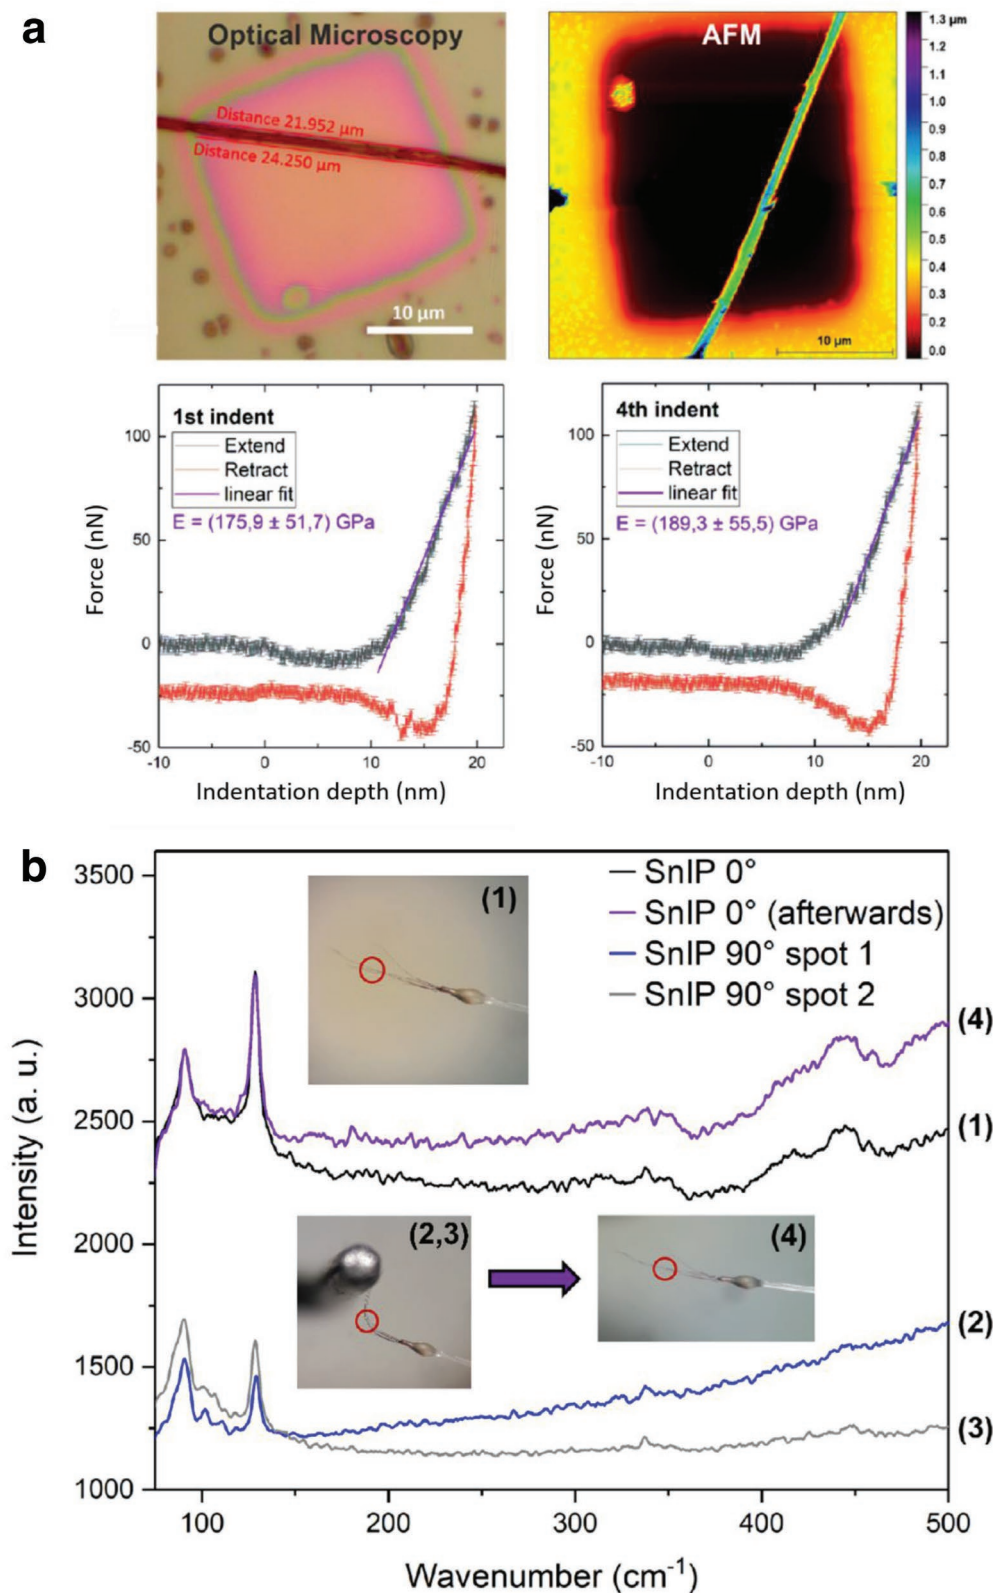 a
Optical Microscopy
Distance 21.952 μm
Distance 24.250 μm
10 μm
AFM
10 μm
1.3 μm
1.2
1.1
1.0
0.9
0.8
0.7
0.6
0.5
0.4
0.3
0.2
0.0
1st indent
Extend
Retract
linear fit
E = (175,9 ± 51,7) GPa
Force (nN)
100
50
0
-50
-10
0
10
20
Indentation depth (nm)
4th indent
Extend
Retract
linear fit
E = (189,3 ± 55,5) GPa
Force (nN)
100
50
0
-50
-10
0
10
20
Indentation depth (nm)
b
3500
3000
2500
2000
1500
1000
Intensity (a. u.)
(1)
SnIP 0°
SnIP 0° (afterwards)
SnIP 90° spot 1
SnIP 90° spot 2
(4)
(1)
(2,3)
(4)
(2)
(3)
100
200
300
400
500
Wavenumber (cm⁻¹)